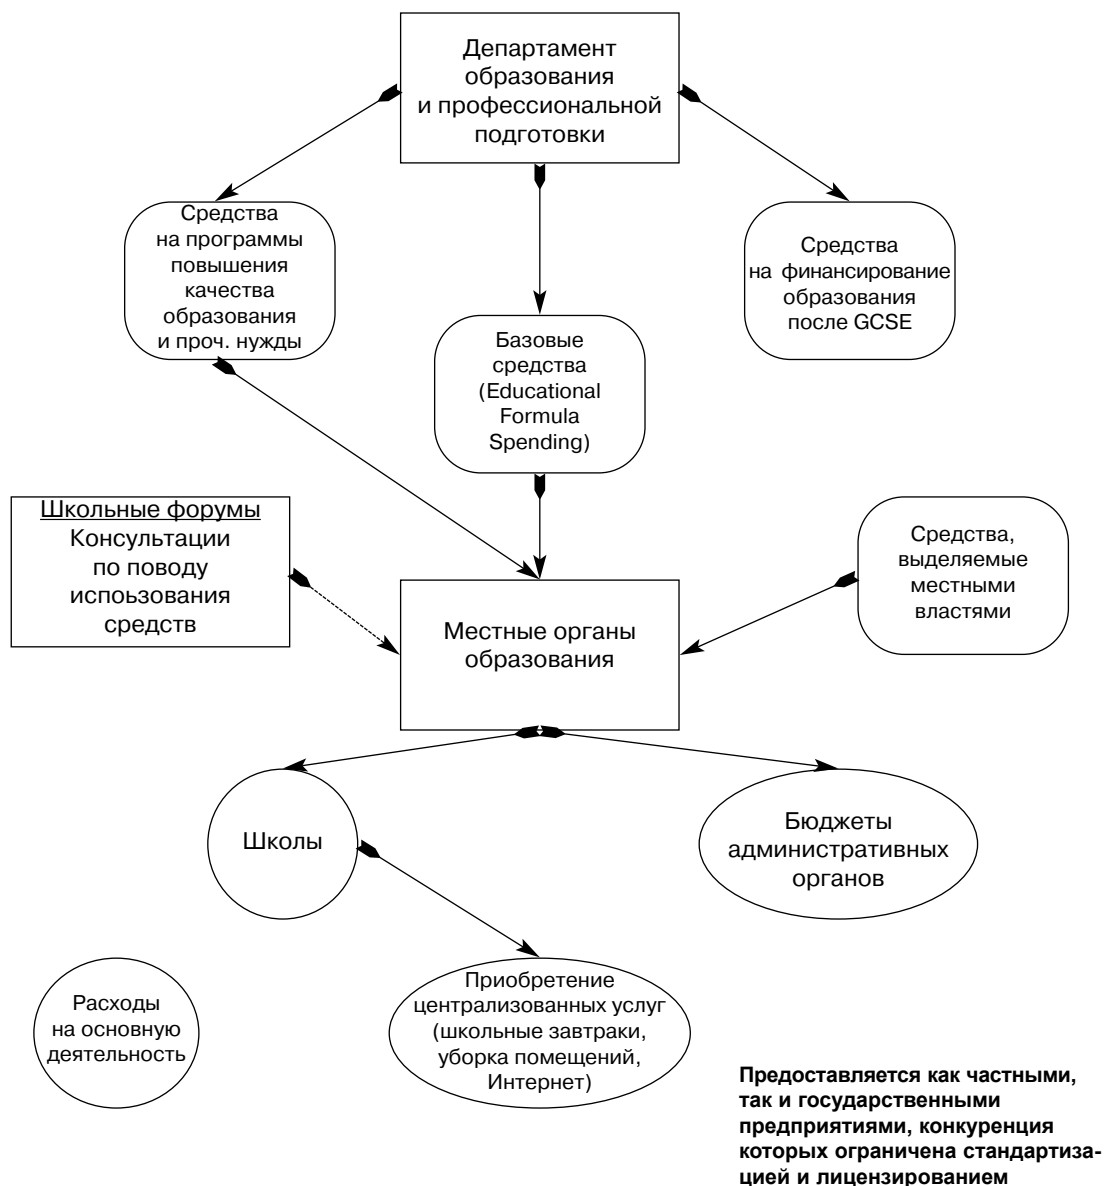 Департамент
образования
и профессиональной
подготовки
Средства
на программы
повышения
качества
образования
и проч. нужды
Базовые
средства
(Educational
Formula
Spending)
Средства
на финансирование
образования
после GCSE
Школьные форумы
Консультации
по поводу
испоьзования
средств
Местные органы
образования
Средства,
выделяемые
местными
властями
Школы
Бюджеты
административных
органов
Расходы
на основную
деятельность
Приобретение
централизованных услуг
(школьные завтраки,
уборка помещений,
Интернет)
Предоставляется как частными,
так и государственными
предприятиями, конкуренция
которых ограничена стандартиза-
цией и лицензированием